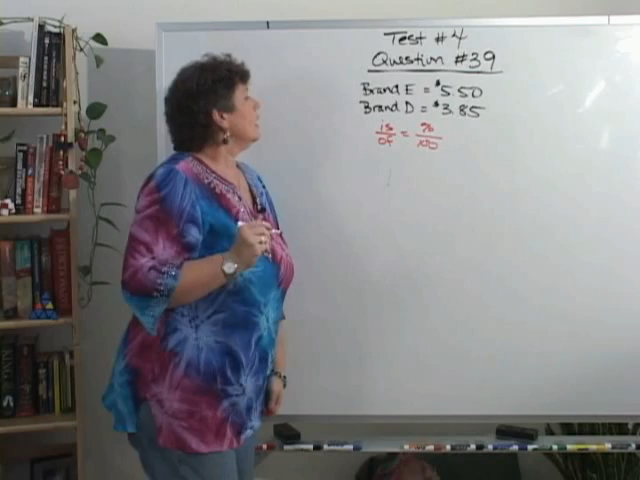 Test #4
Question #39
Brand E = $5.50
Brand D = $3.85
is/of = %/100